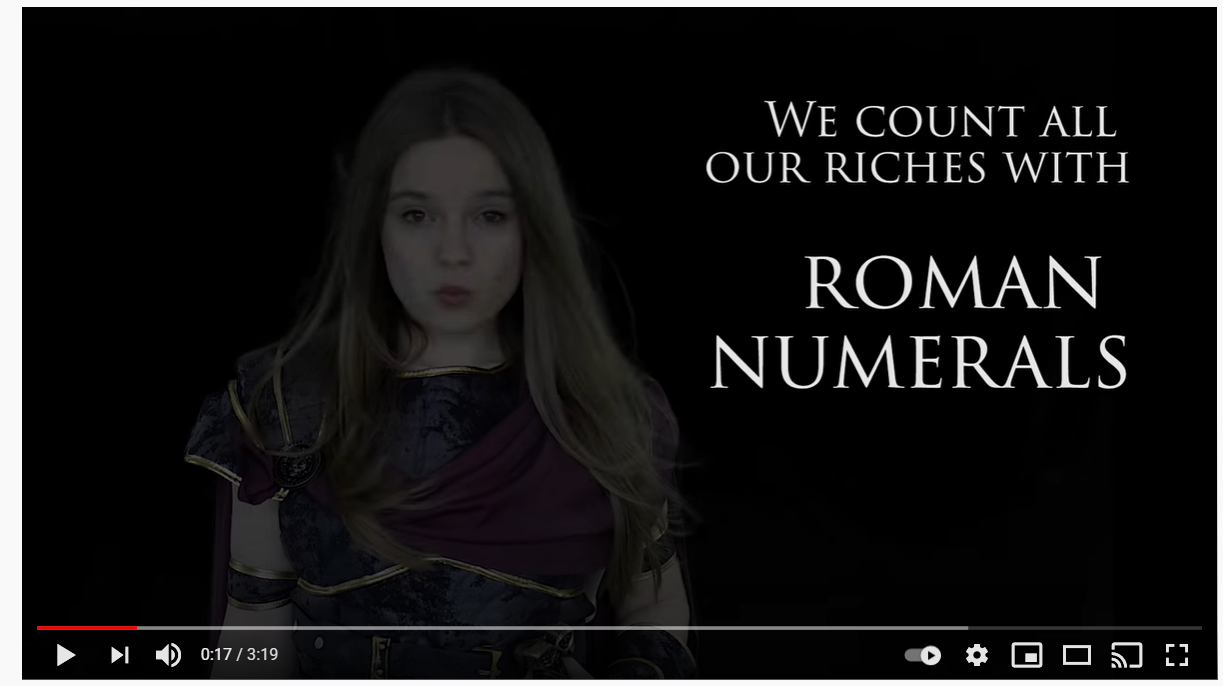 We count all
our riches with
Roman
Numerals
0:17 / 3:19